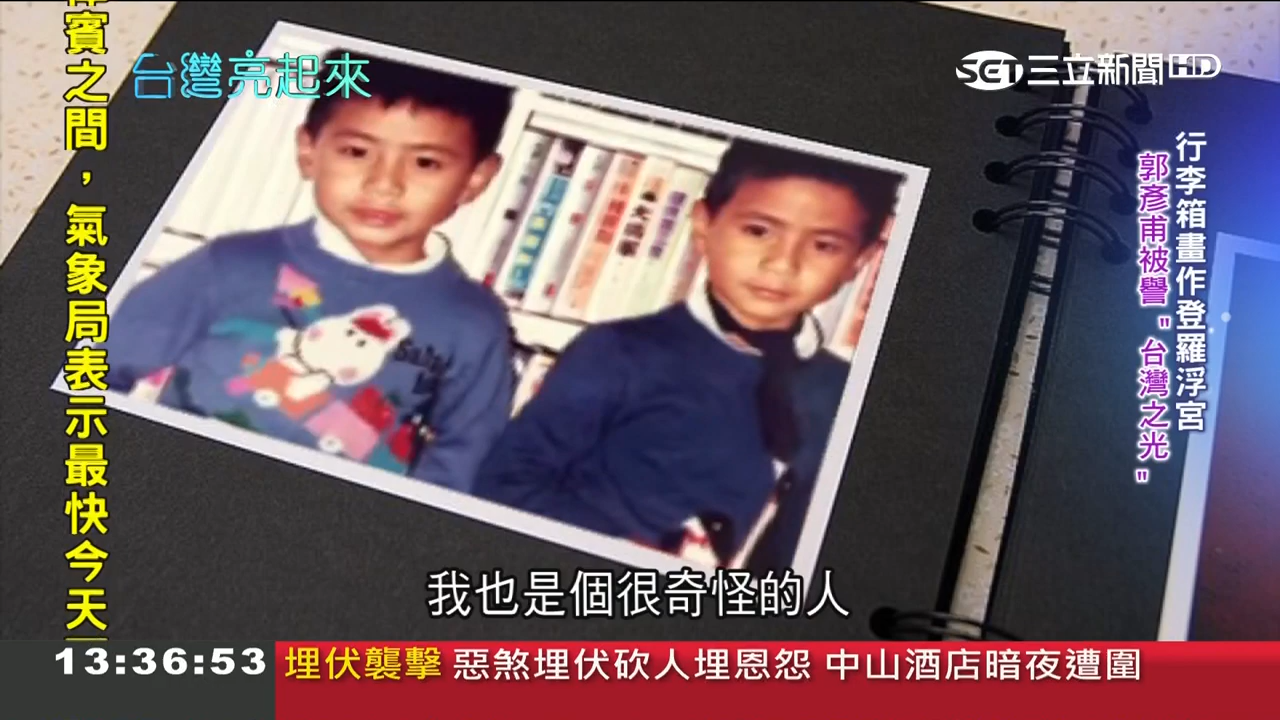 台灣亮起來
SET三立新聞HD
賓之間，氣象局表示最快今天
行李箱畫作登羅浮宮
郭彥甫被譽"台灣之光"
我也是個很奇怪的人
13:36:53
埋伏襲擊 惡煞埋伏砍人埋恩怨 中山酒店暗夜遭圍